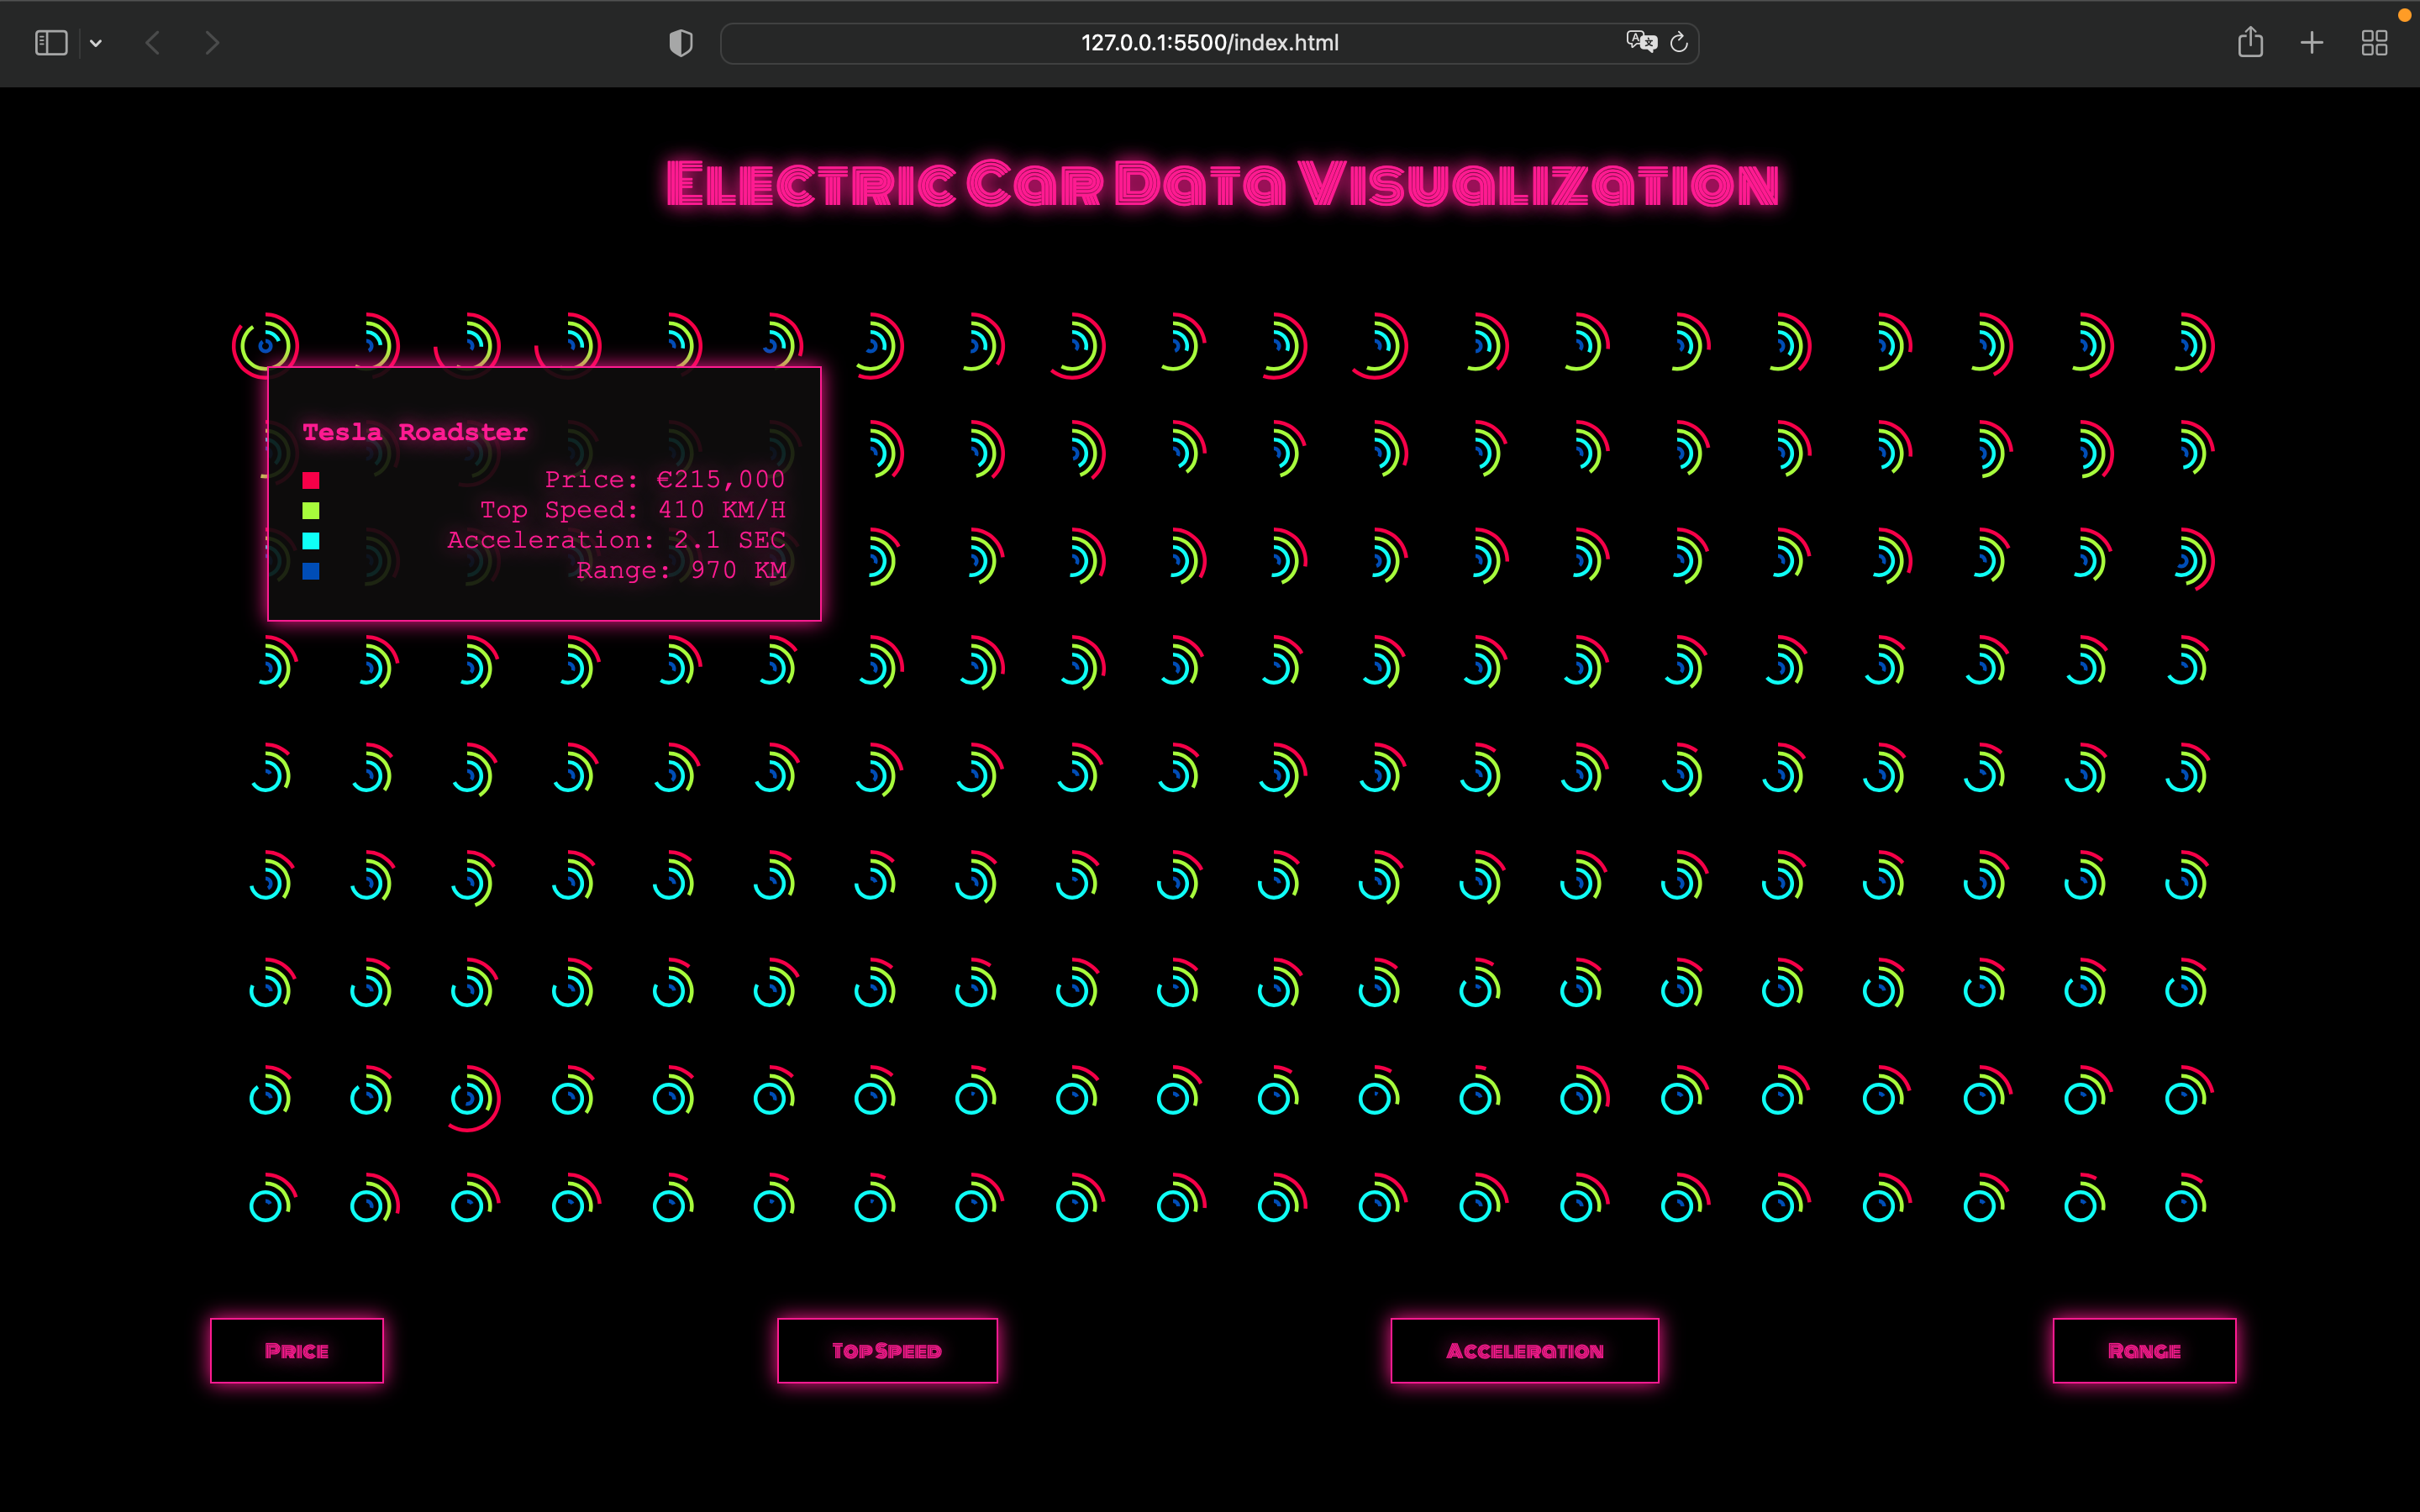 127.0.0.1:5500/index.html
Electric Car Data Visualization
Tesla Roadster
Price: €215,000
Top Speed: 410 KM/H
Acceleration: 2.1 SEC
Range: 970 KM
Price
Top Speed
Acceleration
Range